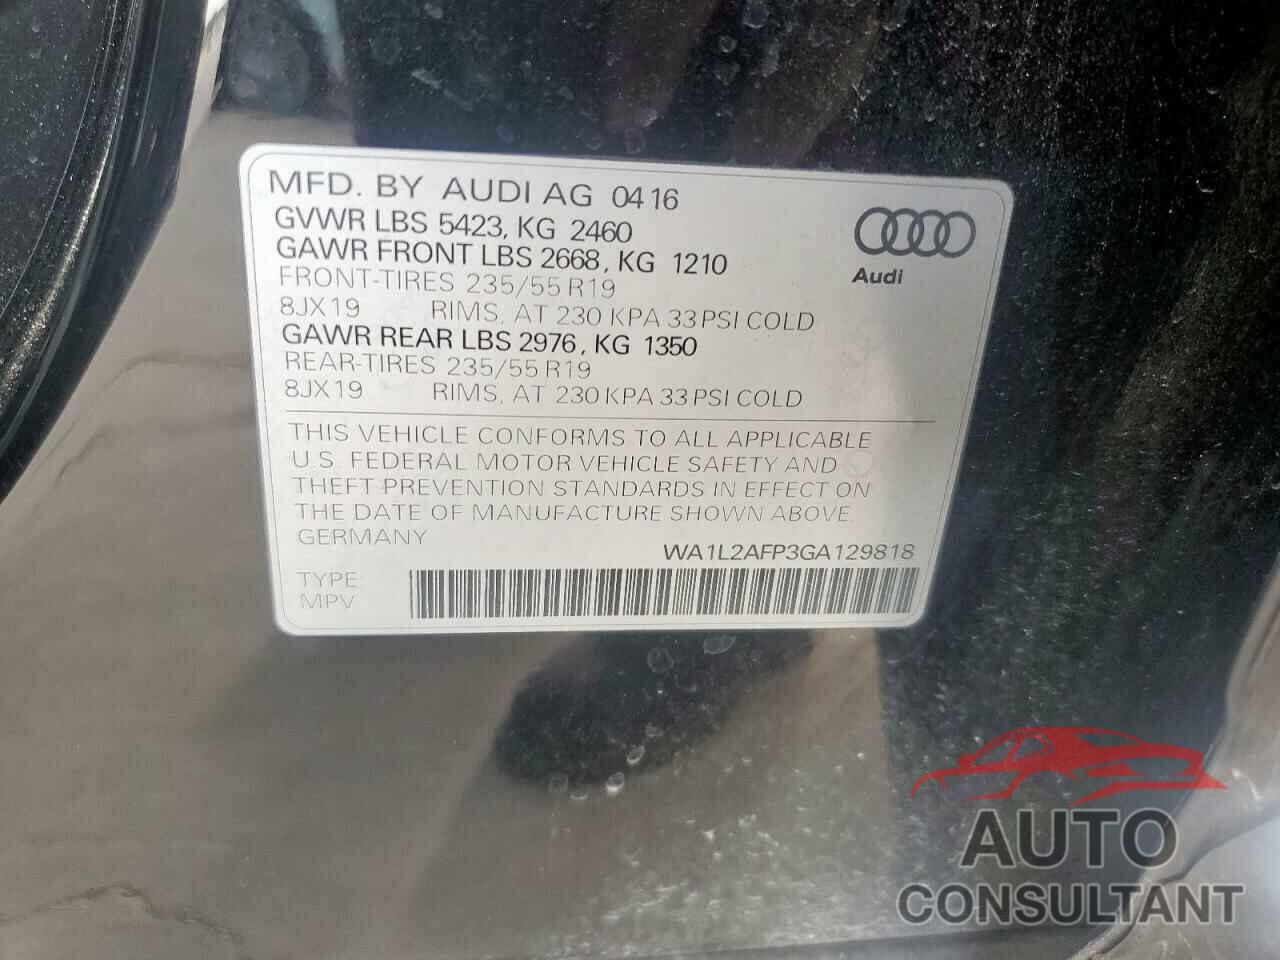 MFD. BY AUDI AG 0416
GVWR LBS 5423, KG 2460
GAWR FRONT LBS 2668, KG 1210
FRONT-TIRES 235/55 R19
8JX19 RIMS, AT 230 KPA 33 PSI COLD
GAWR REAR LBS 2976, KG 1350
REAR-TIRES 235/55 R19
8JX19 RIMS, AT 230 KPA 33 PSI COLD
Audi
THIS VEHICLE CONFORMS TO ALL APPLICABLE
U.S. FEDERAL MOTOR VEHICLE SAFETY AND
THEFT PREVENTION STANDARDS IN EFFECT ON
THE DATE OF MANUFACTURE SHOWN ABOVE.
GERMANY
WA1L2AFP3GA129818
TYPE
MPV
AUTO
CONSULTANT